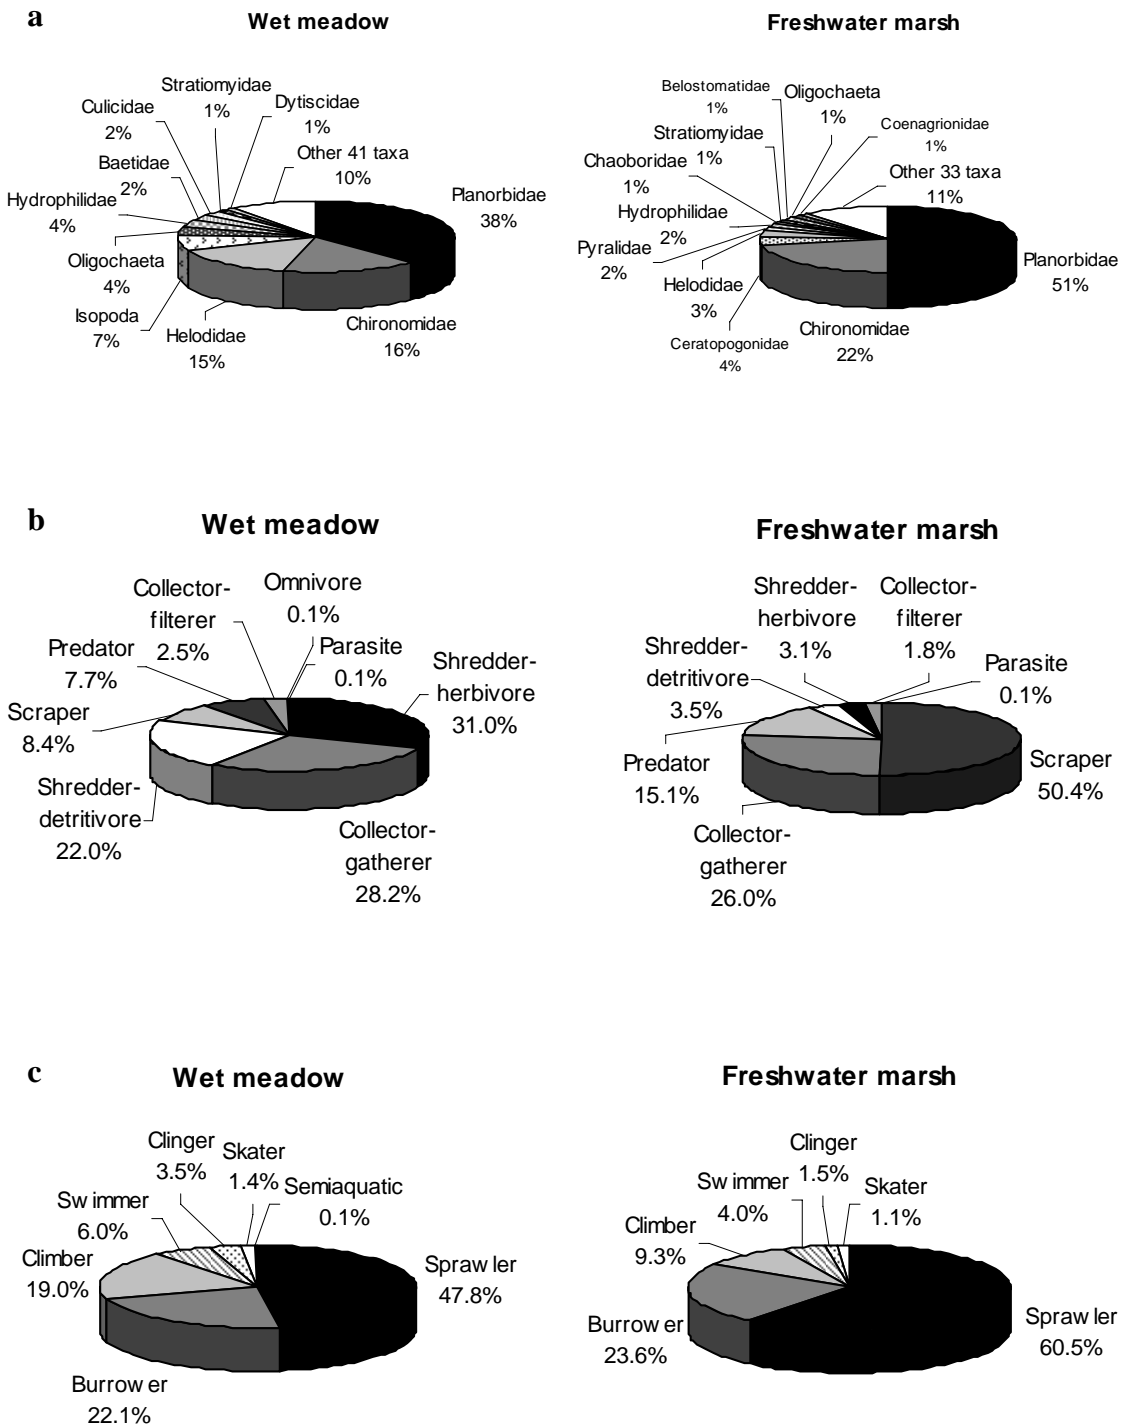 a
Wet meadow
Stratiomyidae
1%
Culicidae
2%
Dytiscidae
1%
Baetidae
2%
Other 41 taxa
10%
Hydrophilidae
4%
Planorbidae
38%
Oligochaeta
4%
Isopoda
7%
Helodidae
15%
Chironomidae
16%
Freshwater marsh
Belostomatidae
1%
Oligochaeta
1%
Stratiomyidae
1%
Coenagrionidae
1%
Chaoboridae
1%
Other 33 taxa
11%
Hydrophilidae
2%
Pyralidae
2%
Helodidae
3%
Planorbidae
51%
Ceratopogonidae
4%
Chironomidae
22%
b
Wet meadow
Collector-
filterer
2.5%
Omnivore
0.1%
Predator
7.7%
Parasite
0.1%
Shredder-
herbivore
31.0%
Scraper
8.4%
Shredder-
detritivore
22.0%
Collector-
gatherer
28.2%
Freshwater marsh
Shredder-
herbivore
3.1%
Collector-
filterer
1.8%
Shredder-
detritivore
3.5%
Parasite
0.1%
Predator
15.1%
Scraper
50.4%
Collector-
gatherer
26.0%
c
Wet meadow
Clinger
3.5%
Skater
1.4%
Semiaquatic
0.1%
Swimmer
6.0%
Climber
19.0%
Sprawler
47.8%
Burrower
22.1%
Freshwater marsh
Clinger
1.5%
Swimmer
4.0%
Skater
1.1%
Climber
9.3%
Burrower
23.6%
Sprawler
60.5%